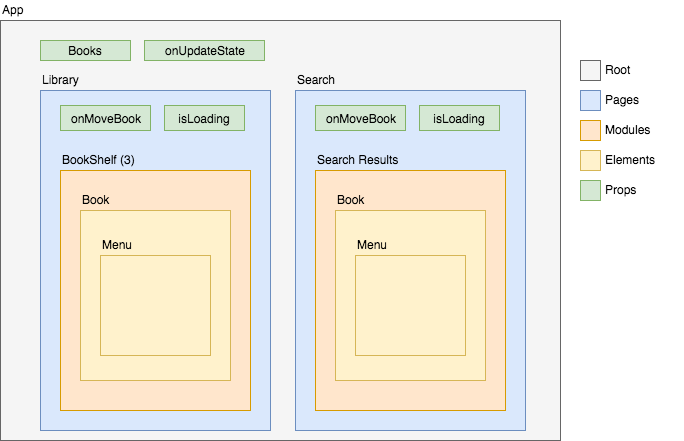 App
Books
onUpdateState
Library
Search
onMoveBook
isLoading
onMoveBook
isLoading
BookShelf (3)
Search Results
Book
Book
Menu
Menu
Root
Pages
Modules
Elements
Props